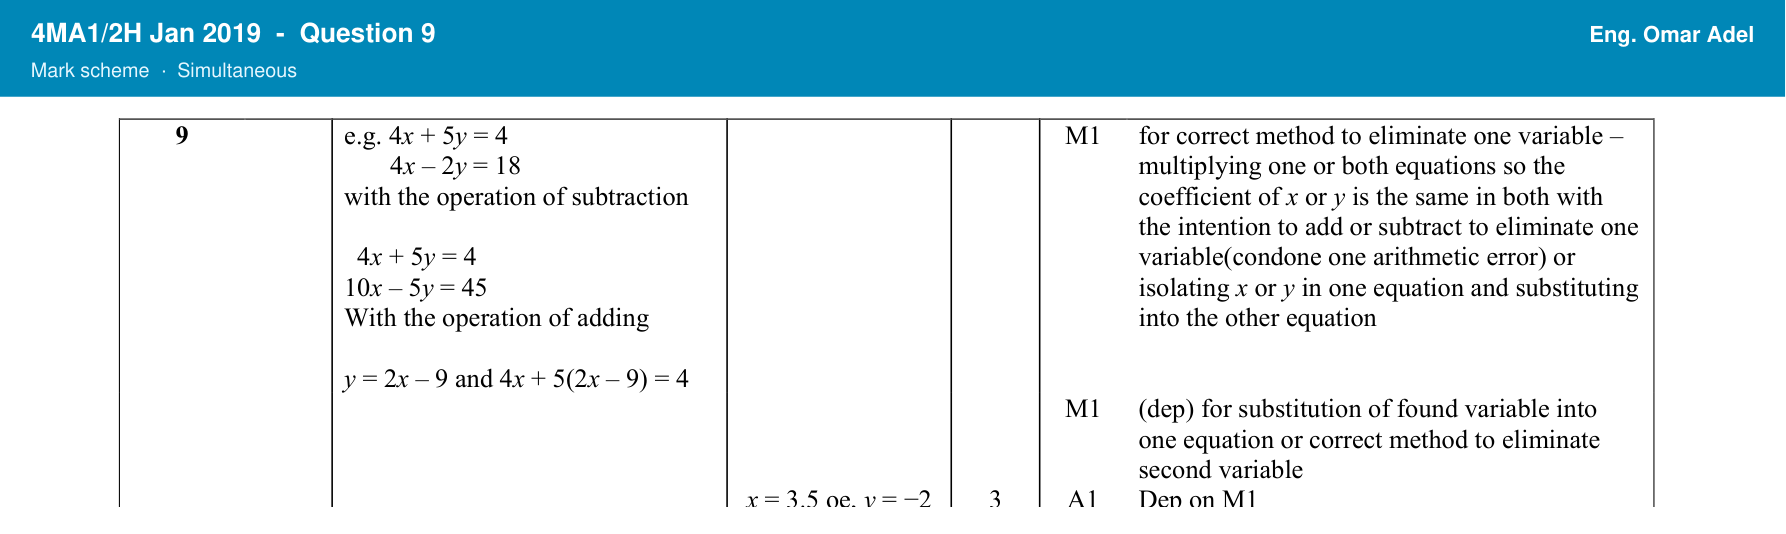 4MA1/2H Jan 2019 - Question 9
Eng. Omar Adel
Mark scheme · Simultaneous
9
e.g. 4x + 5y = 4
4x – 2y = 18
with the operation of subtraction
4x + 5y = 4
10x – 5y = 45
With the operation of adding
y = 2x – 9 and 4x + 5(2x – 9) = 4
x = 3.5 oe, y = −2
3
M1 for correct method to eliminate one variable –
multiplying one or both equations so the
coefficient of x or y is the same in both with
the intention to add or subtract to eliminate one
variable(condone one arithmetic error) or
isolating x or y in one equation and substituting
into the other equation
M1 (dep) for substitution of found variable into
one equation or correct method to eliminate
second variable
A1 Dep on M1